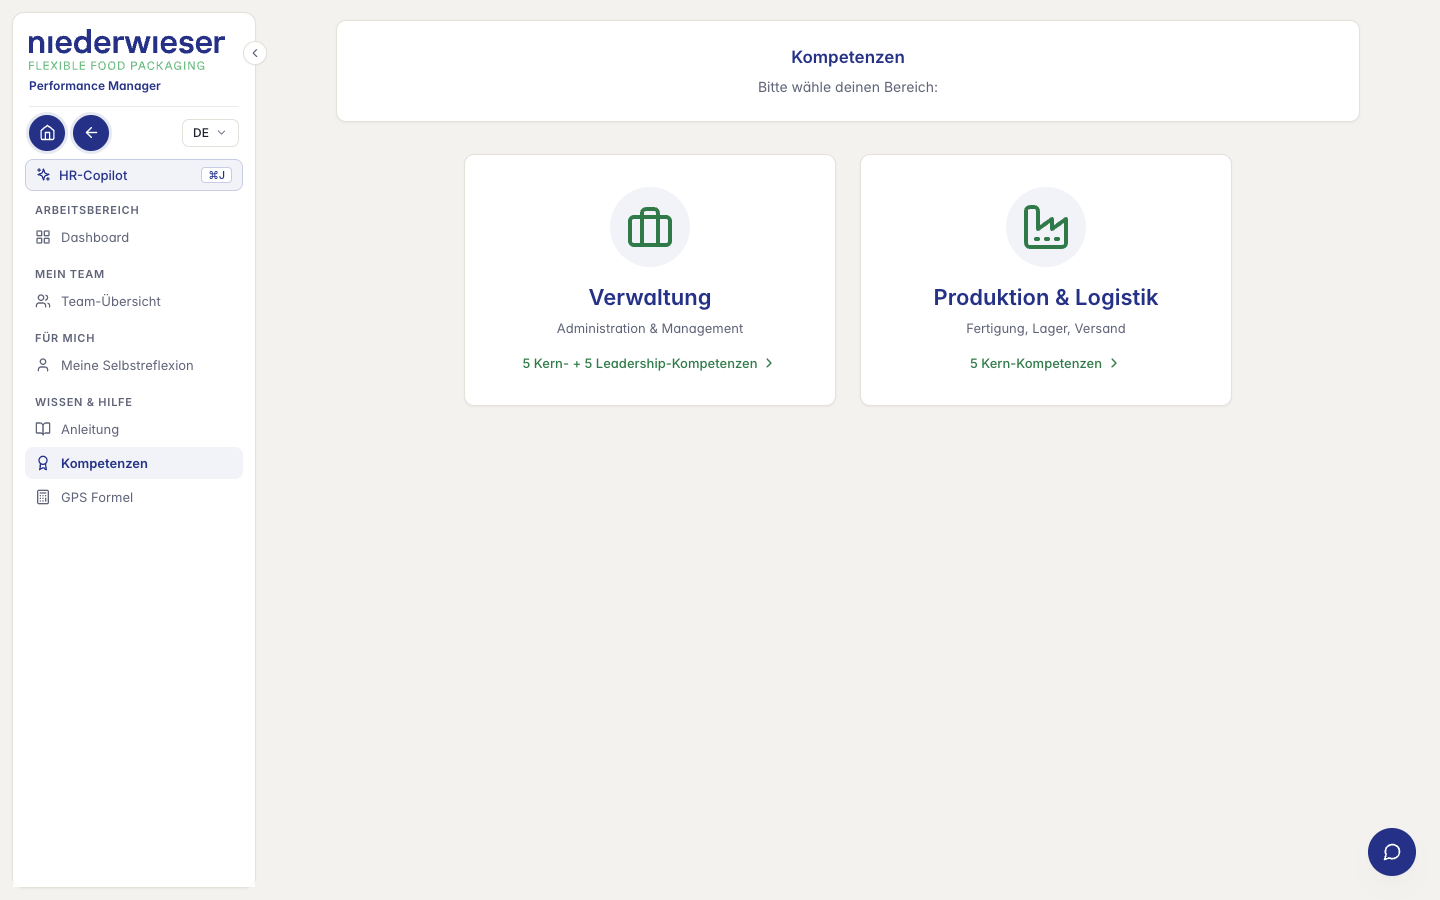 niederwieser
FLEXIBLE FOOD PACKAGING
Performance Manager
DE
HR-Copilot
⌘J
ARBEITSBEREICH
Dashboard
MEIN TEAM
Team-Übersicht
FÜR MICH
Meine Selbstreflexion
WISSEN & HILFE
Anleitung
Kompetenzen
GPS Formel
Kompetenzen
Bitte wähle deinen Bereich:
Verwaltung
Administration & Management
5 Kern- + 5 Leadership-Kompetenzen
Produktion & Logistik
Fertigung, Lager, Versand
5 Kern-Kompetenzen